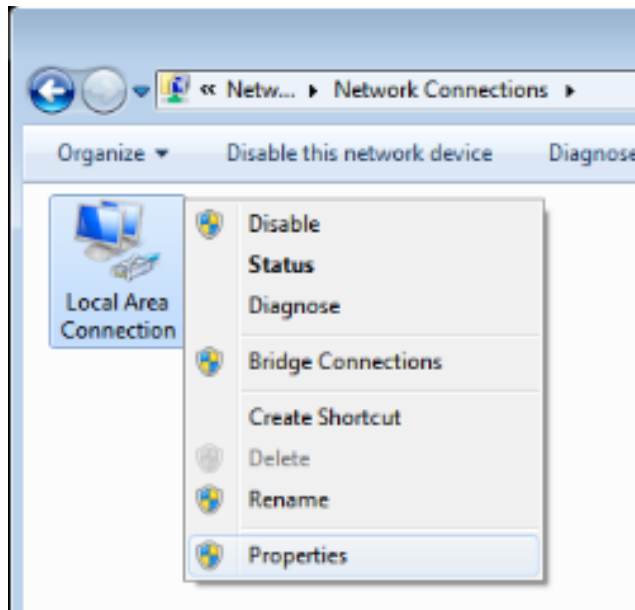 « Netw... ▸ Network Connections ▸
Organize ▾ Disable this network device Diagnose
Local Area
Connection
Disable
Status
Diagnose
Bridge Connections
Create Shortcut
Delete
Rename
Properties